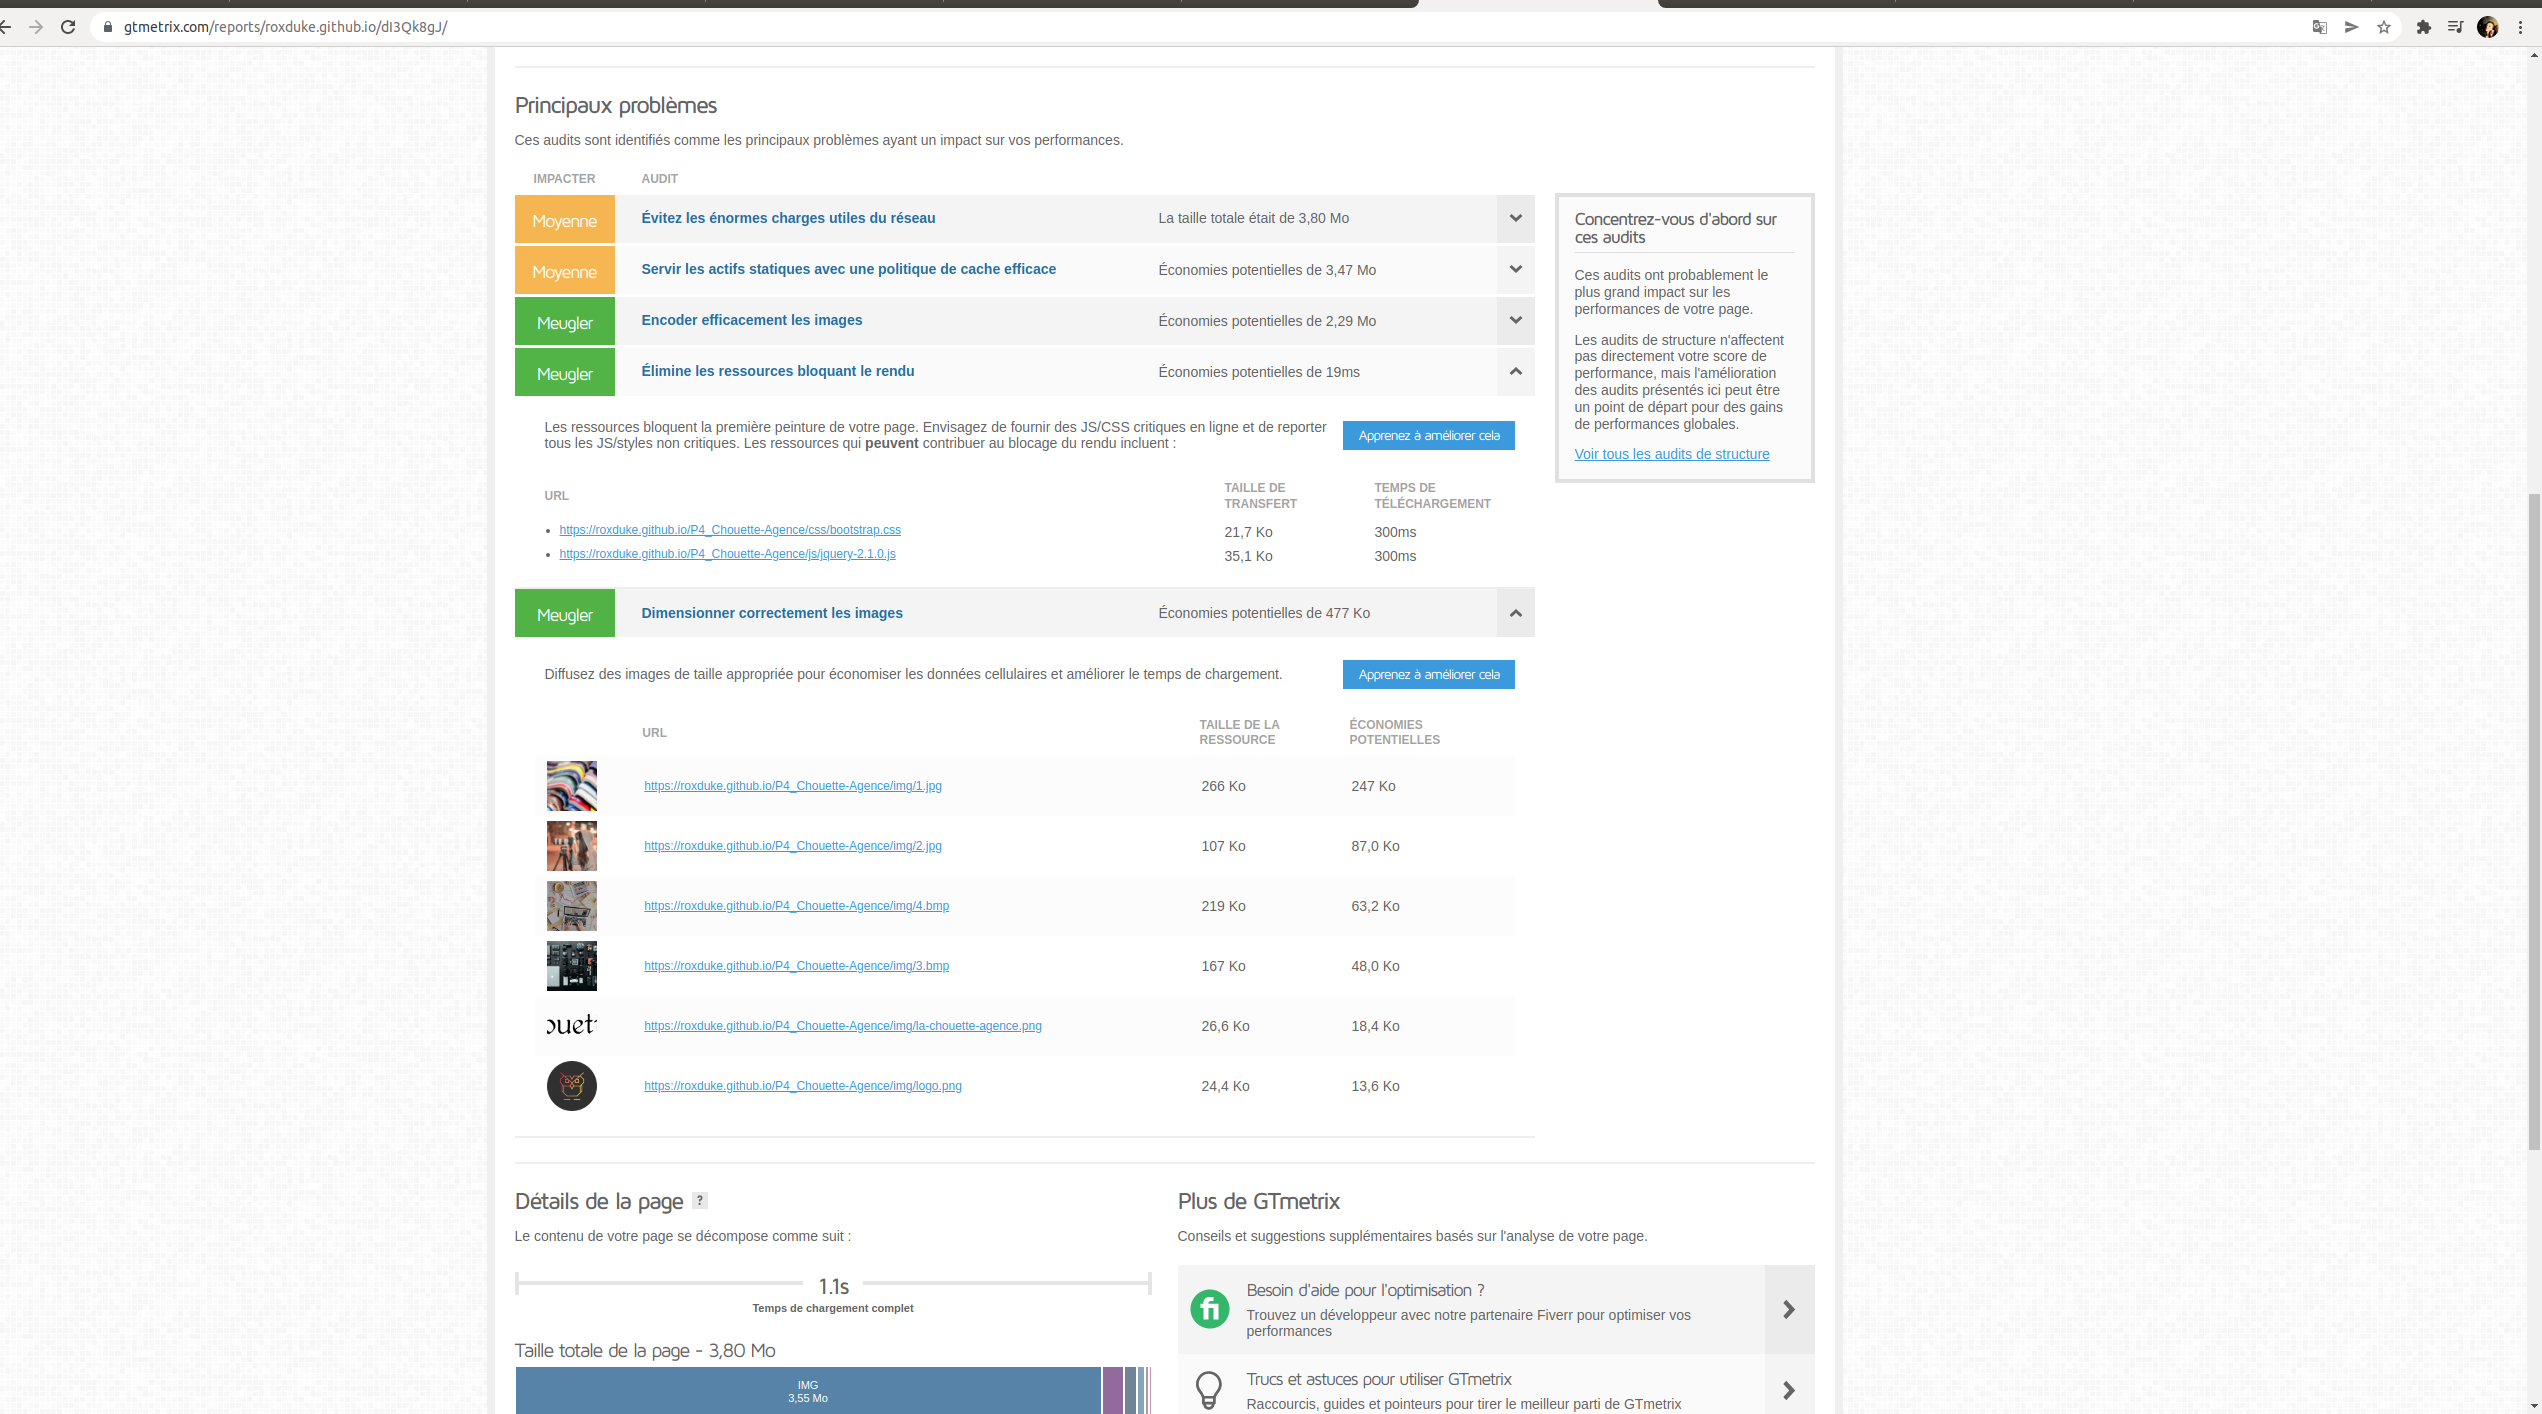 gtmetrix.com/reports/roxduke.github.io/dI3Qk8gJ/
Principaux problèmes
Ces audits sont identifiés comme les principaux problèmes ayant un impact sur vos performances.
IMPACTER AUDIT
Moyenne Évitez les énormes charges utiles du réseau La taille totale était de 3,80 Mo
Moyenne Servir les actifs statiques avec une politique de cache efficace Économies potentielles de 3,47 Mo
Meugler Encoder efficacement les images Économies potentielles de 2,29 Mo
Meugler Élimine les ressources bloquant le rendu Économies potentielles de 19ms
Les ressources bloquent la première peinture de votre page. Envisagez de fournir des JS/CSS critiques en ligne et de reporter
tous les JS/styles non critiques. Les ressources qui peuvent contribuer au blocage du rendu incluent :
Apprenez à améliorer cela
URL
TAILLE DE
TRANSFERT
TEMPS DE
TÉLÉCHARGEMENT
https://roxduke.github.io/P4_Chouette-Agence/css/bootstrap.css 21,7 Ko 300ms
https://roxduke.github.io/P4_Chouette-Agence/js/jquery-2.1.0.js 35,1 Ko 300ms
Meugler Dimensionner correctement les images Économies potentielles de 477 Ko
Diffusez des images de taille appropriée pour économiser les données cellulaires et améliorer le temps de chargement.
Apprenez à améliorer cela
URL
TAILLE DE LA
RESSOURCE
ÉCONOMIES
POTENTIELLES
https://roxduke.github.io/P4_Chouette-Agence/img/1.jpg 266 Ko 247 Ko
https://roxduke.github.io/P4_Chouette-Agence/img/2.jpg 107 Ko 87,0 Ko
https://roxduke.github.io/P4_Chouette-Agence/img/4.bmp 219 Ko 63,2 Ko
https://roxduke.github.io/P4_Chouette-Agence/img/3.bmp 167 Ko 48,0 Ko
ouett
https://roxduke.github.io/P4_Chouette-Agence/img/la-chouette-agence.png 26,6 Ko 18,4 Ko
https://roxduke.github.io/P4_Chouette-Agence/img/logo.png 24,4 Ko 13,6 Ko
Concentrez-vous d'abord sur
ces audits
Ces audits ont probablement le
plus grand impact sur les
performances de votre page.
Les audits de structure n'affectent
pas directement votre score de
performance, mais l'amélioration
des audits présentés ici peut être
un point de départ pour des gains
de performances globales.
Voir tous les audits de structure
Détails de la page ?
Le contenu de votre page se décompose comme suit :
1.1s
Temps de chargement complet
Taille totale de la page - 3,80 Mo
IMG
3,55 Mo
Plus de GTmetrix
Conseils et suggestions supplémentaires basés sur l'analyse de votre page.
fi
Besoin d'aide pour l'optimisation ?
Trouvez un développeur avec notre partenaire Fiverr pour optimiser vos
performances
Trucs et astuces pour utiliser GTmetrix
Raccourcis, guides et pointeurs pour tirer le meilleur parti de GTmetrix